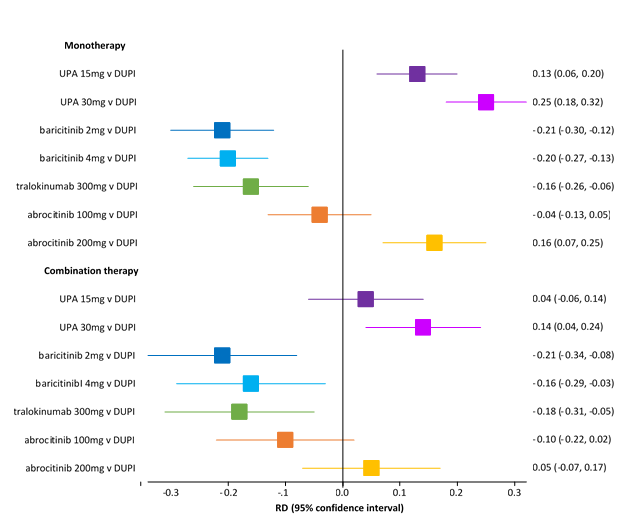 Monotherapy
UPA 15mg v DUPI 0.13 (0.06, 0.20)
UPA 30mg v DUPI 0.25 (0.18, 0.32)
baricitinib 2mg v DUPI -0.21 (-0.30, -0.12)
baricitinib 4mg v DUPI -0.20 (-0.27, -0.13)
tralokinumab 300mg v DUPI -0.16 (-0.26, -0.06)
abrocitinib 100mg v DUPI -0.04 (-0.13, 0.05)
abrocitinib 200mg v DUPI 0.16 (0.07, 0.25)
Combination therapy
UPA 15mg v DUPI 0.04 (-0.06, 0.14)
UPA 30mg v DUPI 0.14 (0.04, 0.24)
baricitinib 2mg v DUPI -0.21 (-0.34, -0.08)
baricitinibl 4mg v DUPI -0.16 (-0.29, -0.03)
tralokinumab 300mg v DUPI -0.18 (-0.31, -0.05)
abrocitinib 100mg v DUPI -0.10 (-0.22, 0.02)
abrocitinib 200mg v DUPI 0.05 (-0.07, 0.17)
-0.3 -0.2 -.1 0.0 0.1 0.2 0.3
RD (95% confidence interval)